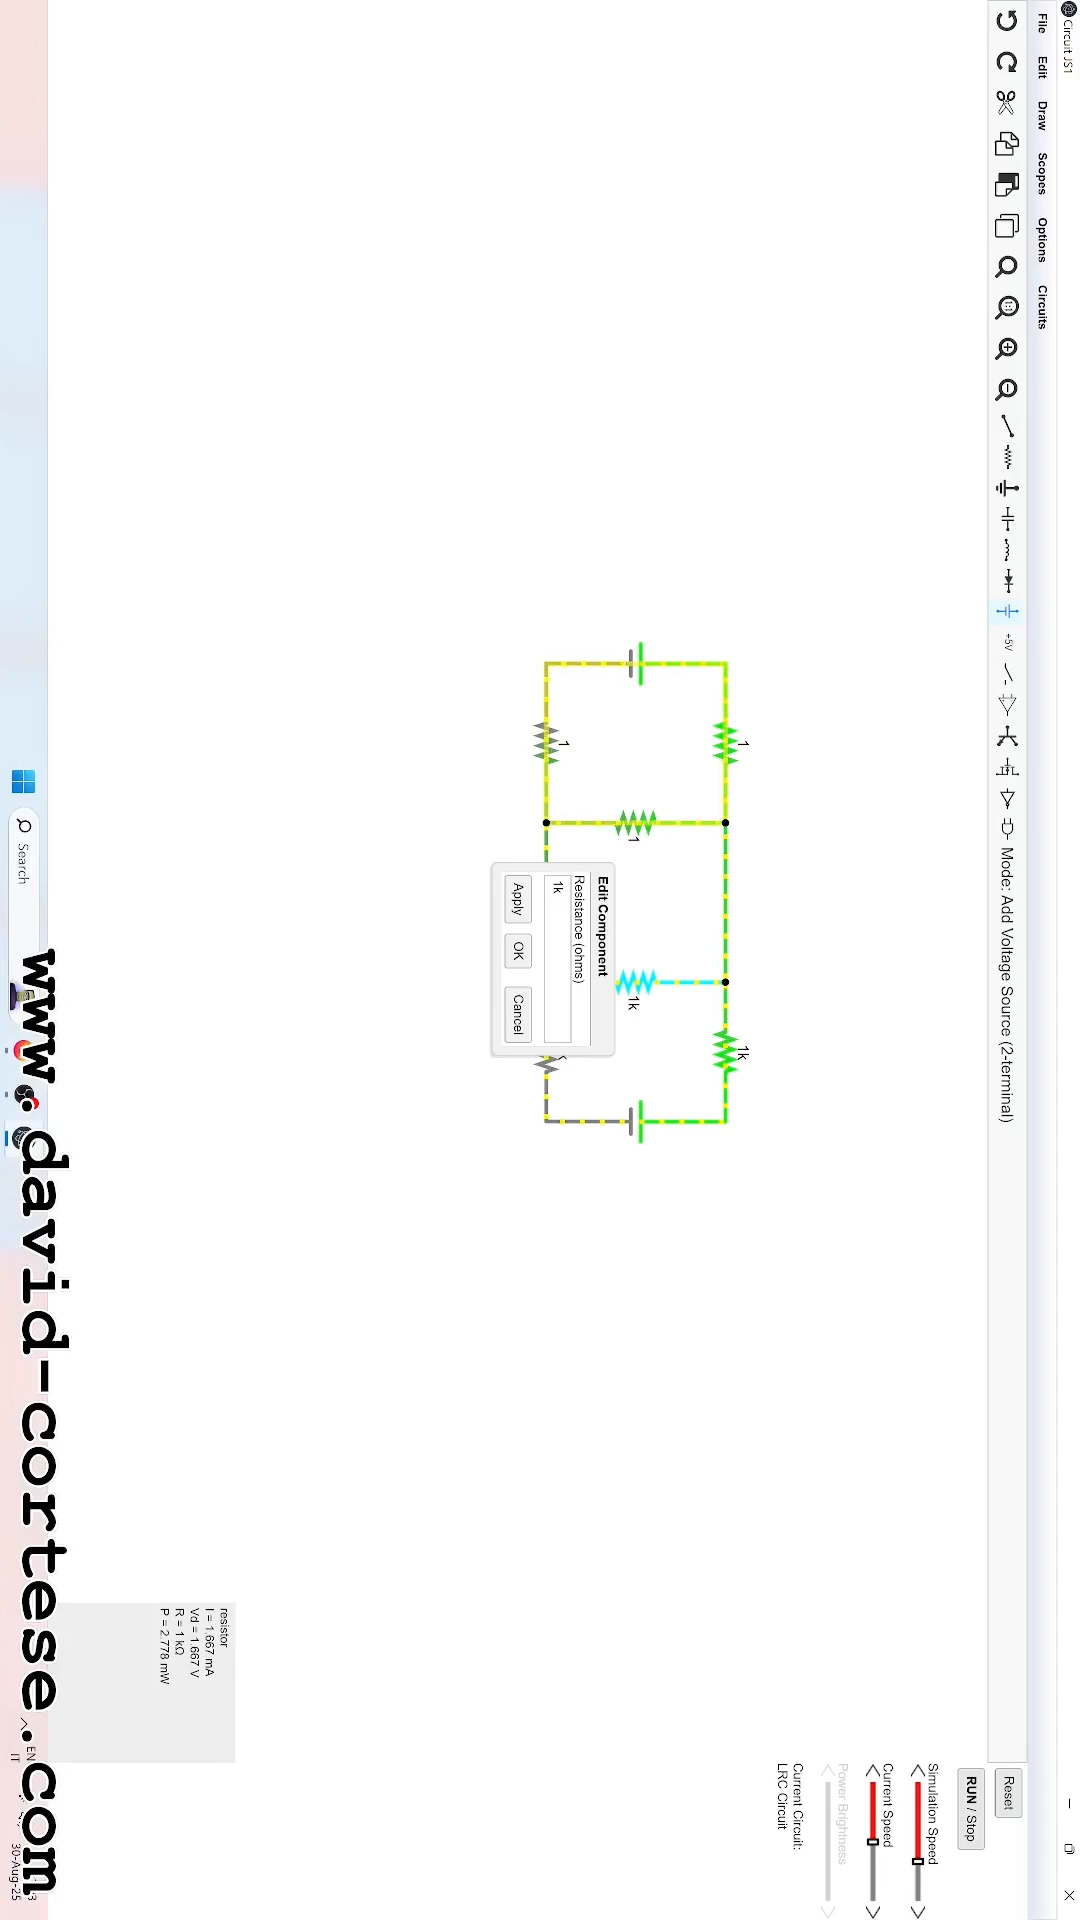 Circuit JS1
File Edit Draw Scopes Options Circuits
+5V
Mode: Add Voltage Source (2-terminal)
Reset
RUN / Stop
Simulation Speed
Current Speed
Power Brightness
Current Circuit:
LRC Circuit
1
1
1
1k
1k
Edit Component
Resistance (ohms)
1k
Apply OK Cancel
resistor
I = 1.667 mA
Vd = 1.667 V
R = 1 kΩ
P = 2.778 mW
Search
EN
IT
30-Aug-25
www.david-cortese.com